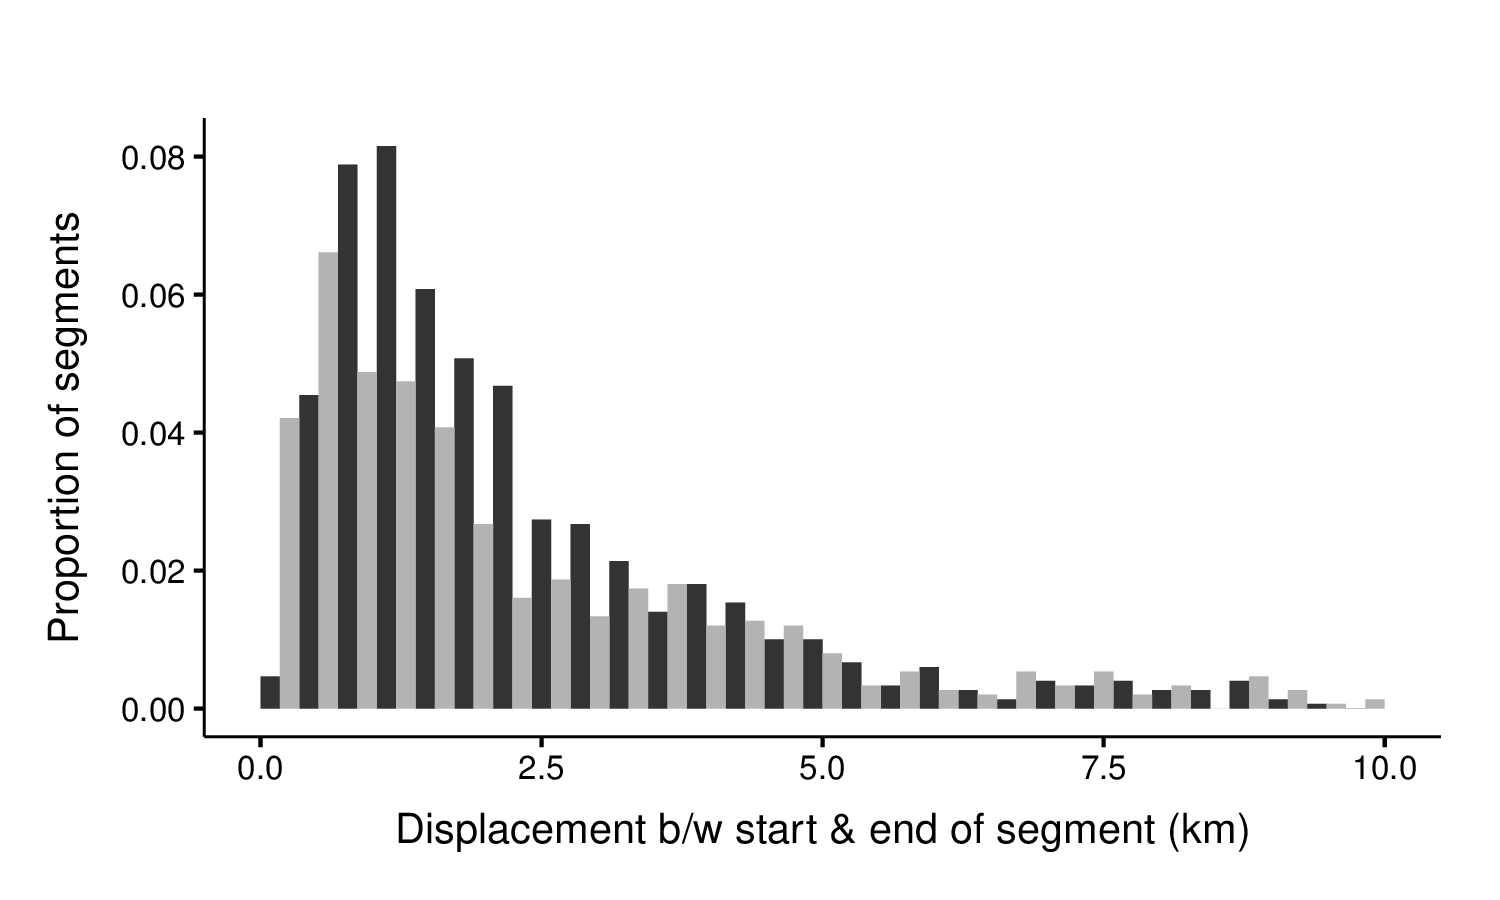 0.08
0.06
0.04
0.02
0.00
Proportion of segments
0.0 2.5 5.0 7.5 10.0
Displacement b/w start & end of segment (km)